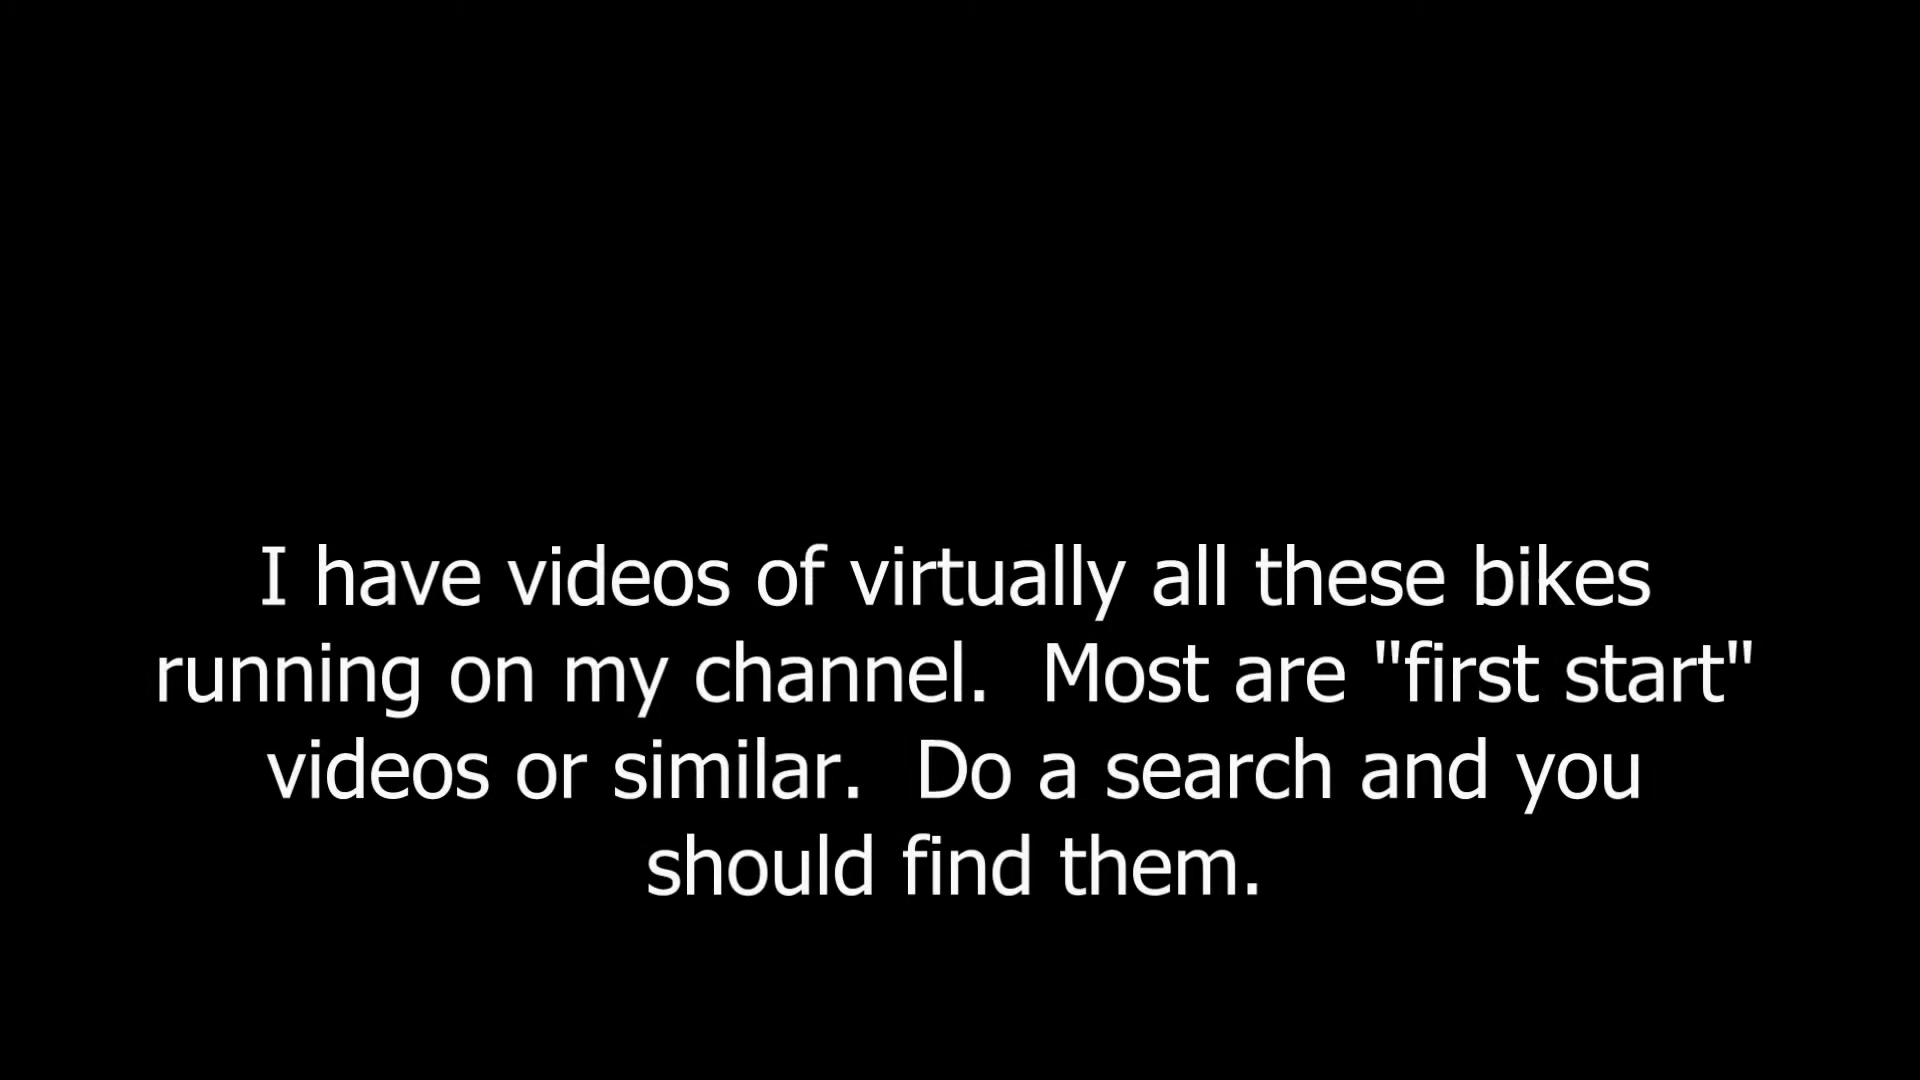 I have videos of virtually all these bikes
running on my channel.  Most are "first start"
videos or similar.  Do a search and you
should find them.